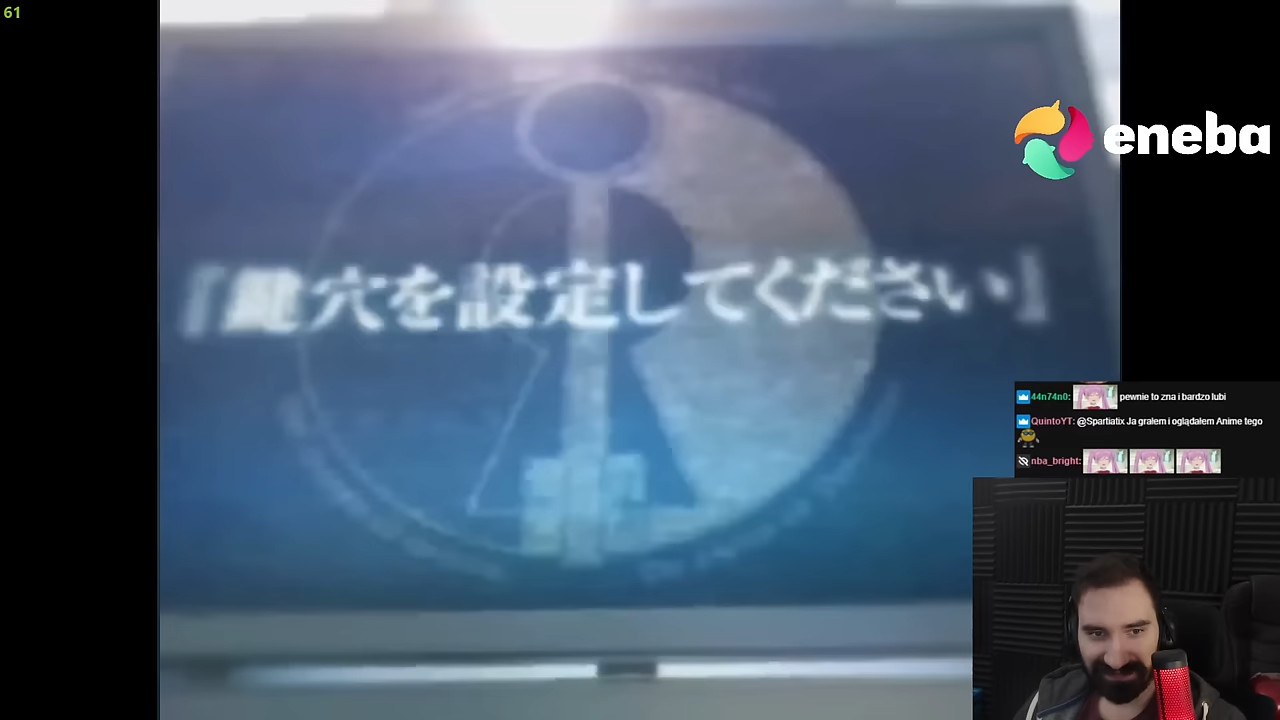 61
eneba
『鍵穴を設定してください』
44n74n0: pewnie to zna i bardzo lubi
QuintoYT: @Spartiatix Ja grałem i oglądałem Anime tego
nba_bright: